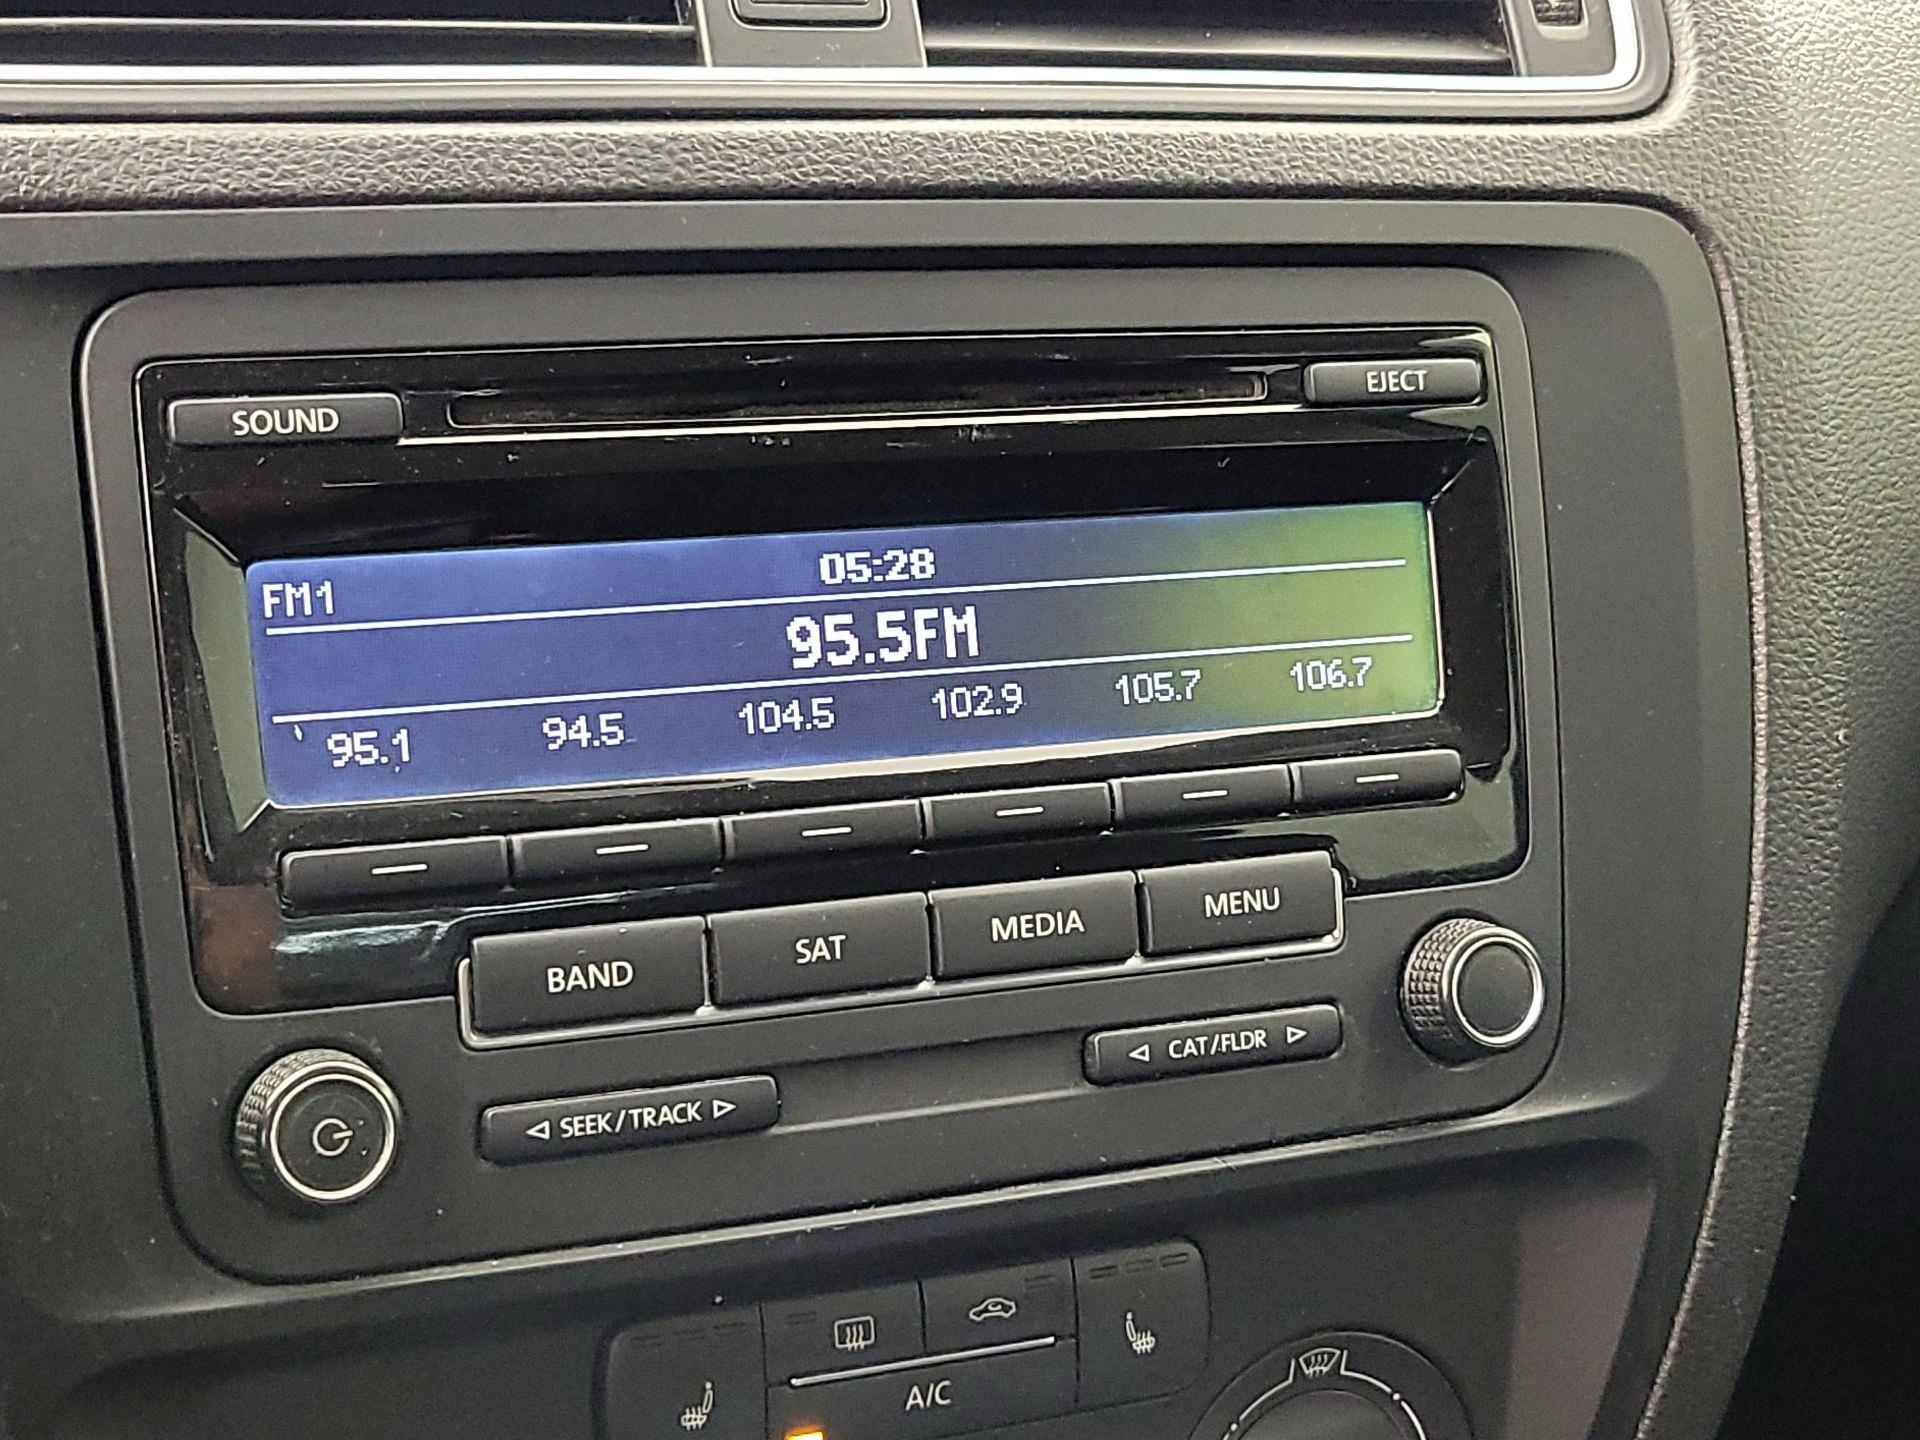 SOUND
EJECT
FM1
05:28
95.5FM
95.1 94.5 104.5 102.9 105.7 106.7
BAND SAT MEDIA MENU
SEEK/TRACK
CAT/FLDR
A/C